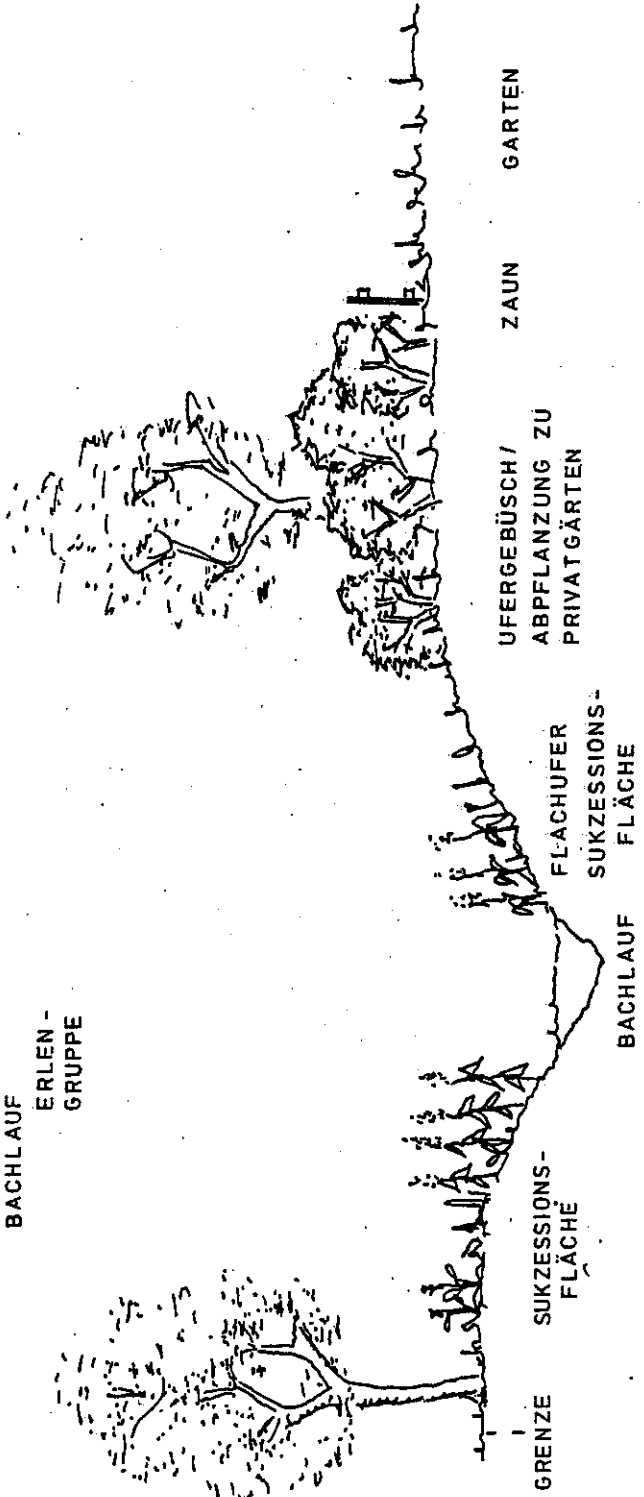 BACHLAUF
ERLEN-
GRUPPE
GRENZE
SUKZESSIONS-
FLÄCHE
BACHLAUF
FLACHUFER
SUKZESSIONS-
FLÄCHE
UFERGEBÜSCH/
ABPFLANZUNG ZU
PRIVATGÄRTEN
ZAUN
GARTEN